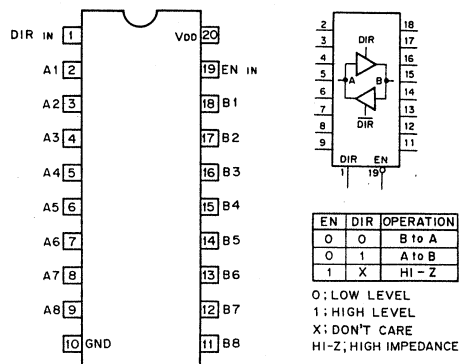 DIR IN 1
VDD 20
A1 2
19 EN IN
A2 3
18 B1
A3 4
17 B2
A4 5
16 B3
A5 6
15 B4
A6 7
14 B5
A7 8
13 B6
A8 9
12 B7
10 GND
11 B8
2 18
3 DIR 17
4 16
5 A B 15
6 14
7 13
8 DIR 12
9 11
DIR EN
1 19
EN DIR OPERATION
0 0 B to A
0 1 A to B
1 X HI-Z
0; LOW LEVEL
1; HIGH LEVEL
X; DON'T CARE
HI-Z; HIGH IMPEDANCE